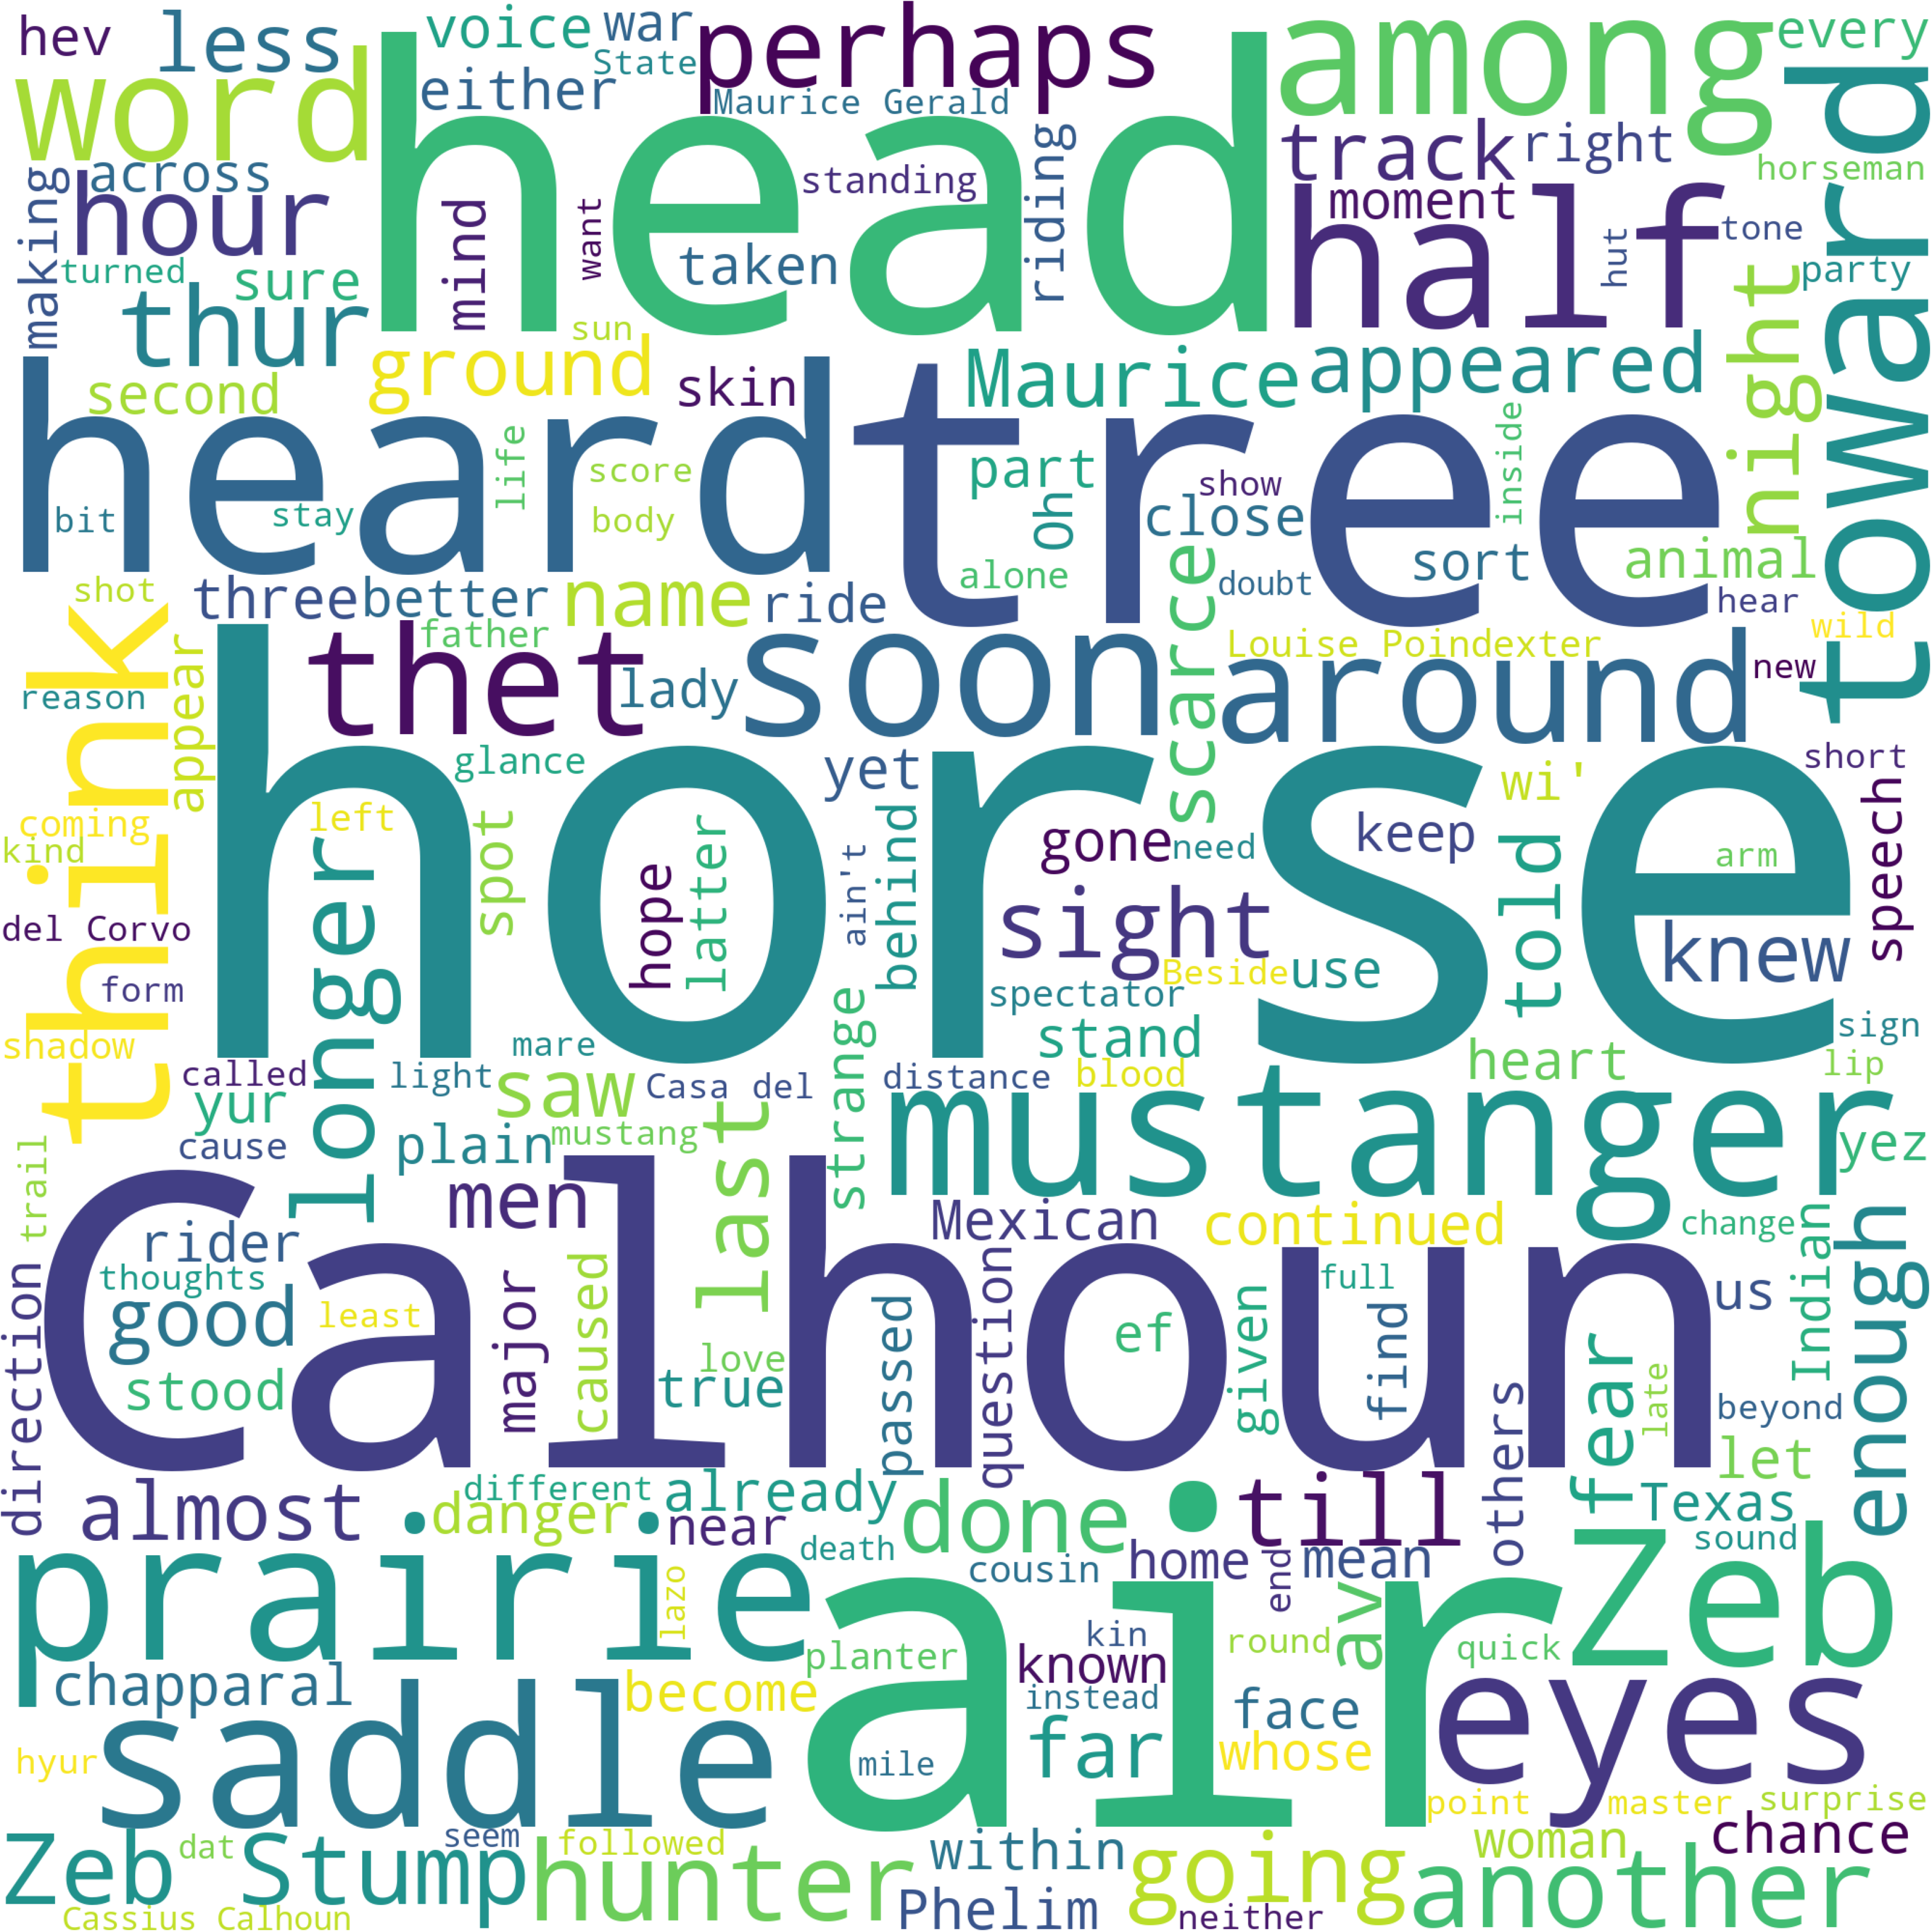 hev
less
voice
war
State
perhaps
among
every
word
head
either
Maurice Gerald
toward
across
standing
riding
track
right
horseman
making
hour
mind
want
taken
moment
half
hut
tone
turned
sure
thur
party
night
sun
ground
second
skin
Maurice
appeared
heard
tree
life
score
part
Oh
show
close
inside
bit
stay
body
sort
animal
alone
doubt
shot
three
better
name
ride
scarce
hear
wild
think
father
Louise Poindexter
thet
soon
around
new
reason
appear
lady
horse
glance
yet
wi'
short
coming
left
spot
hope
latter
ain't
behind
gone
need
keep
told
arm
speech
kind
longer
sight
knew
del Corvo
form
Beside
use
spectator
strange
stand
sign
shadow
mare
heart
called
light
saw
Casa del
distance
blood
lip
yur
last
mustanger
cause
plain
mustang
yez
trail
men
Mexican
continued
change
Calhoun
rider
Indian
enough
thoughts
good
least
major
caused
question
given
full
us
direction
passed
ef
find
love
true
stood
others
fear
late
beyond
let
different
already
almost
danger
near
done
till
Texas
death
home
mean
sound
prairie
air
cousin
end
Zeb
lazo
kin
av
round
quick
planter
known
chapparal
become
instead
face
eyes
saddle
far
whose
hyur
mile
point
master
surprise
Zeb Stump
dat
seem
followed
hunter
within
going
woman
another
chance
Phelim
neither
Cassius Calhoun